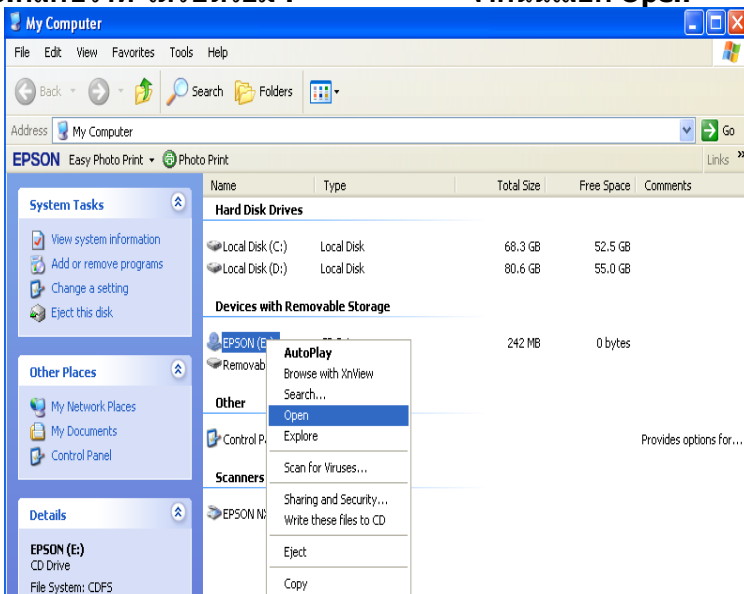 Open
My Computer
File Edit View Favorites Tools Help
Back Search Folders
Address My Computer Go
EPSON Easy Photo Print Photo Print Links »
Name Type Total Size Free Space Comments
System Tasks
View system information
Add or remove programs
Change a setting
Eject this disk
Other Places
My Network Places
My Documents
Control Panel
Details
EPSON (E:)
CD Drive
File System: CDFS
Hard Disk Drives
Local Disk (C:) Local Disk 68.3 GB 52.5 GB
Local Disk (D:) Local Disk 80.6 GB 55.0 GB
Devices with Removable Storage
EPSON (E 242 MB 0 bytes
Removab
Other
Control P Provides options for...
Scanners
EPSON N
AutoPlay
Browse with XnView
Search...
Open
Explore
Scan for Viruses...
Sharing and Security...
Write these files to CD
Eject
Copy